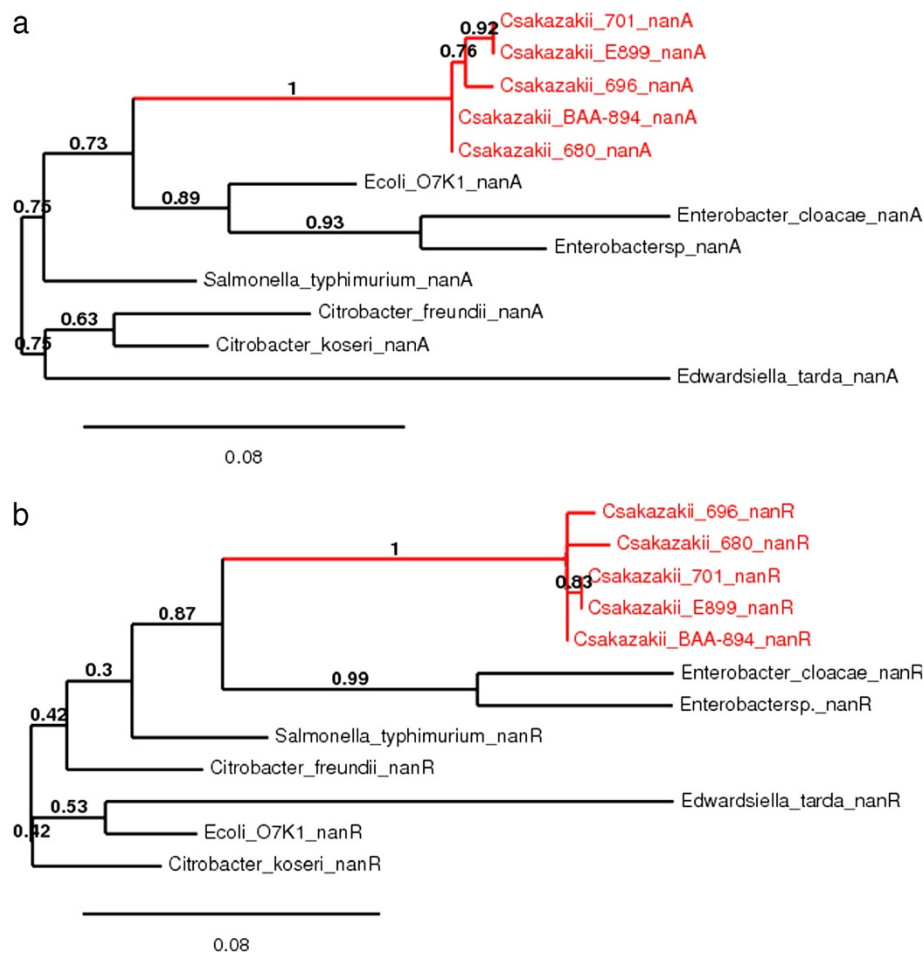 a
Csakazakii_701_nanA
0.92
Csakazakii_E899_nanA
0.76
Csakazakii_696_nanA
1
Csakazakii_BAA-894_nanA
0.73
Csakazakii_680_nanA
Ecoli_O7K1_nanA
0.89
0.75
Enterobacter_cloacae_nanA
0.93
Enterobactersp_nanA
Salmonella_typhimurium_nanA
Citrobacter_freundii_nanA
0.63
0.75
Citrobacter_koseri_nanA
Edwardsiella_tarda_nanA
0.08
b
Csakazakii_696_nanR
Csakazakii_680_nanR
1
Csakazakii_701_nanR
0.83
Csakazakii_E899_nanR
0.87
Csakazakii_BAA-894_nanR
Enterobacter_cloacae_nanR
0.3
0.99
Enterobactersp._nanR
0.42
Salmonella_typhimurium_nanR
Citrobacter_freundii_nanR
Edwardsiella_tarda_nanR
0.53
0.42
Ecoli_O7K1_nanR
Citrobacter_koseri_nanR
0.08